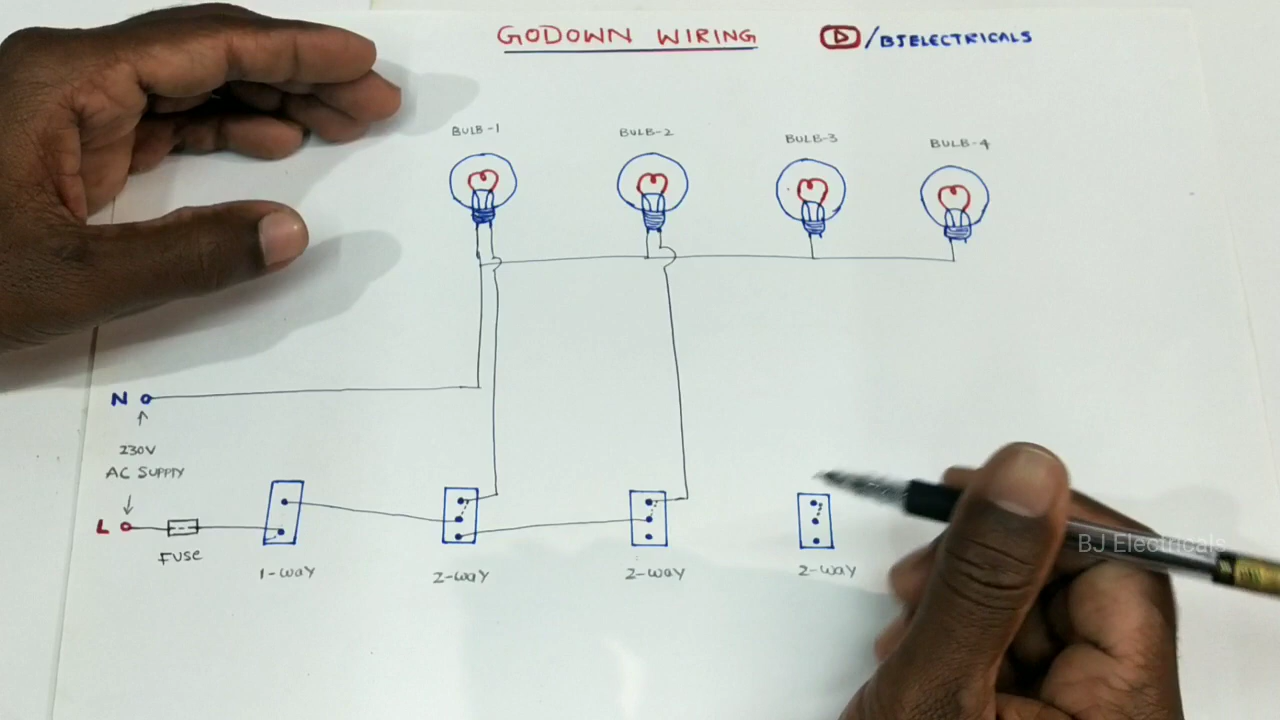 GODOWN WIRING
/BJELECTRICALS
BULB-1
BULB-2
BULB-3
BULB-4
N
230V
AC SUPPLY
L
FUSE
1-way
2-way
2-way
2-way
BJ Electricals